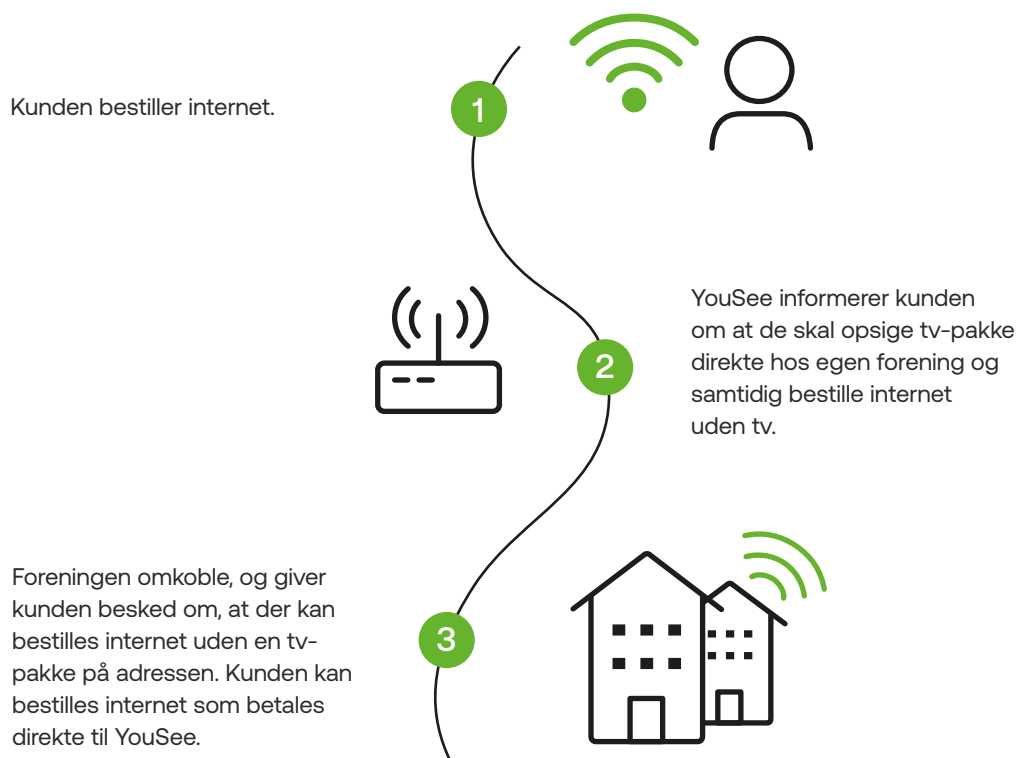 Kunden bestiller internet.
1
2
YouSee informerer kunden
om at de skal opsige tv-pakke
direkte hos egen forening og
samtidig bestille internet
uden tv.
Foreningen omkoble, og giver
kunden besked om, at der kan
bestilles internet uden en tv-
pakke på adressen. Kunden kan
bestilles internet som betales
direkte til YouSee.
3